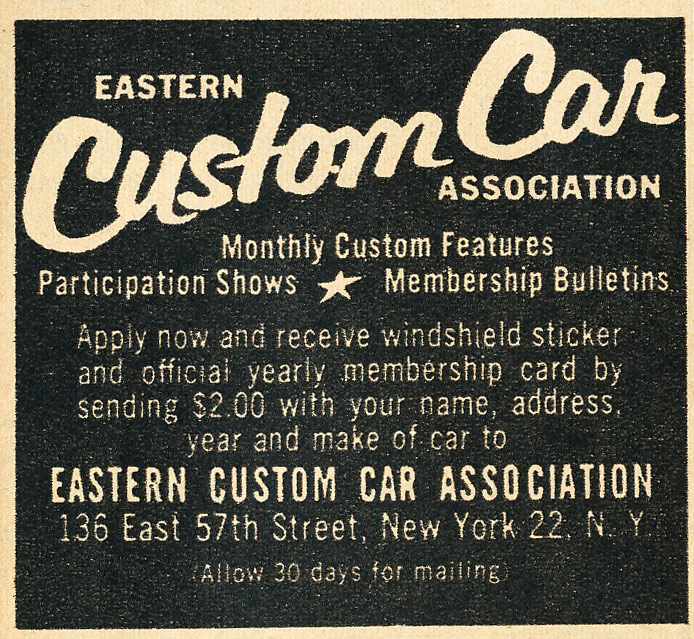 EASTERN
Custom Car
ASSOCIATION
Monthly Custom Features
Participation Shows ★ Membership Bulletins
Apply now and receive windshield sticker
and official yearly membership card by
sending $2.00 with your name, address,
year and make of car to
EASTERN CUSTOM CAR ASSOCIATION
136 East 57th Street, New York 22, N. Y.
(Allow 30 days for mailing)